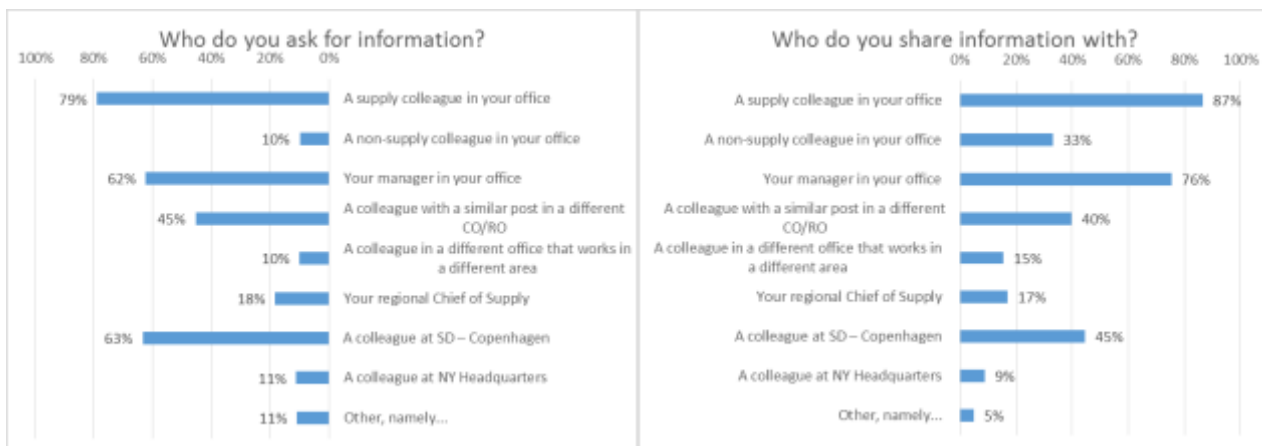 Who do you ask for information?
100% 80% 60% 40% 20% 0%
79% A supply colleague in your office
10% A non-supply colleague in your office
62% Your manager in your office
45% A colleague with a similar post in a different
CO/RO
10% A colleague in a different office that works in
a different area
18% Your regional Chief of Supply
63% A colleague at SD – Copenhagen
11% A colleague at NY Headquarters
11% Other, namely...
Who do you share information with?
0% 20% 40% 60% 80% 100%
A supply colleague in your office 87%
A non-supply colleague in your office 33%
Your manager in your office 76%
A colleague with a similar post in a different
CO/RO 40%
A colleague in a different office that works in
a different area 15%
Your regional Chief of Supply 17%
A colleague at SD – Copenhagen 45%
A colleague at NY Headquarters 9%
Other, namely... 5%